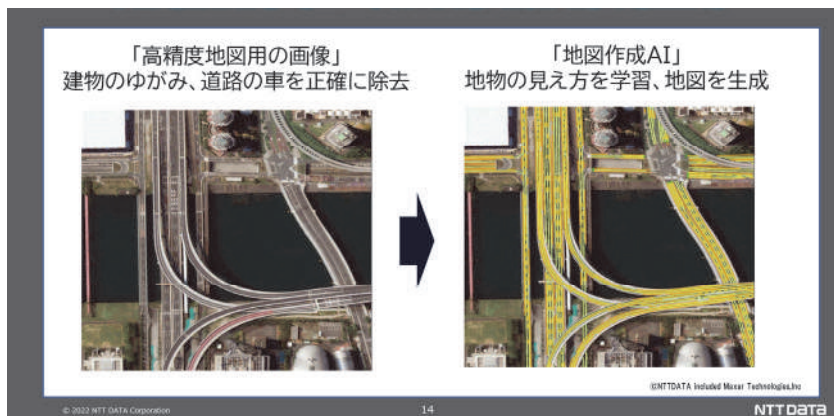 「高精度地図用の画像」
建物のゆがみ、道路の車を正確に除去
「地図作成AI」
地物の見え方を学習、地図を生成
©NTTDATA included Maxar Technologies,Inc
© 2022 NTT DATA Corporation
14
NTT DATA